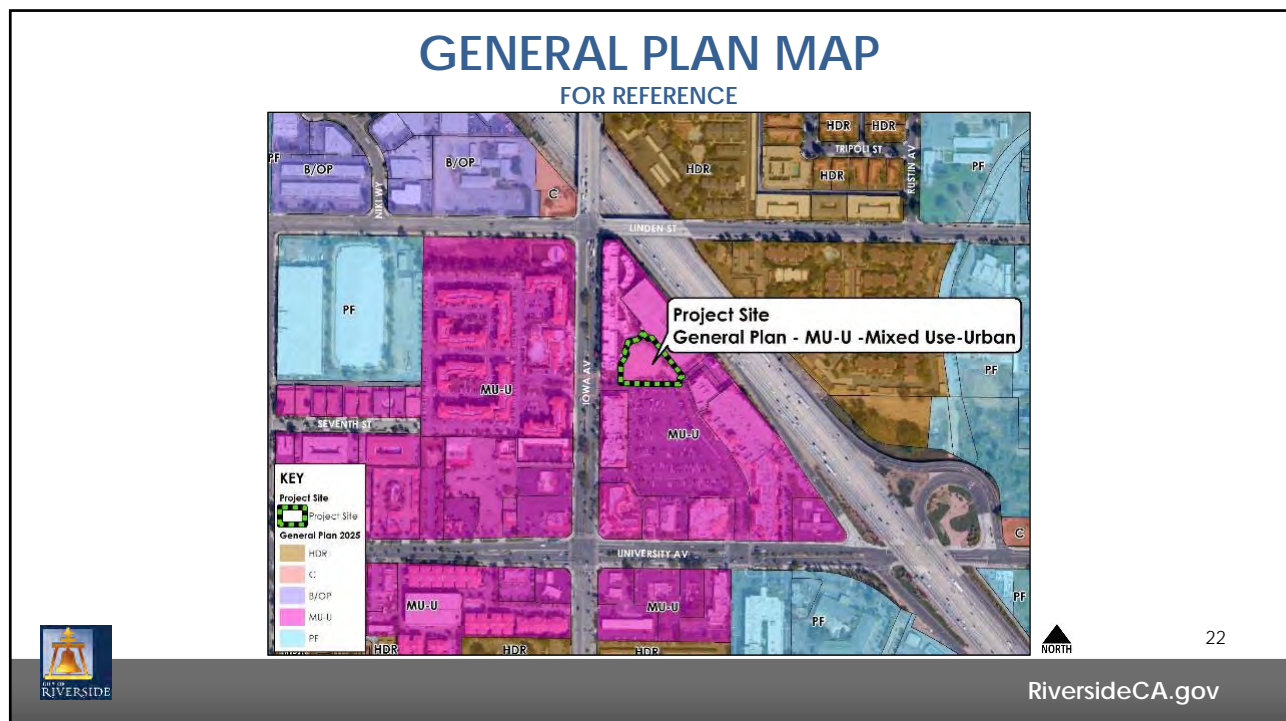 GENERAL PLAN MAP
FOR REFERENCE
PF
B/OP
NIKI WY
B/OP
C
HDR
HDR
HDR
TRIPOLI ST
HDR
RUSTIN AV
PF
LINDEN ST
PF
MU-U
IOWA AV
Project Site
General Plan - MU-U -Mixed Use-Urban
PF
SEVENTH ST
MU-U
KEY
Project Site
Project Site
General Plan 2025
HDR
C
B/OP
MU-U
PF
UNIVERSITY AV
C
MU-U
MU-U
PF
PF
HDR
HDR
HDR
NORTH
22
CITY OF
RIVERSIDE
RiversideCA.gov